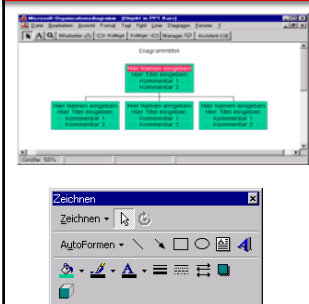 Microsoft Organisationsdiagramm - [Objekt in PPT Kurs]
Datei Bearbeiten Ansicht Format Text Feld Linie Diagramm Fenster ?
Mitarbeiter Kollege Kollege Manager Assistent
Diagrammtitel
Hier Namen eingeben
Hier Titel eingeben
Kommentar 1
Kommentar 2
Hier Namen eingeben Hier Namen eingeben Hier Namen eingeben
Hier Titel eingeben Hier Titel eingeben Hier Titel eingeben
Kommentar 1 Kommentar 1 Kommentar 1
Kommentar 2 Kommentar 2 Kommentar 2
Größe: 50%
Zeichnen
Zeichnen
AutoFormen